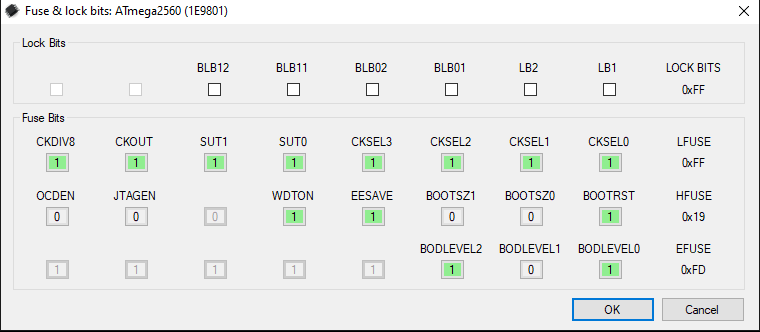 Fuse & lock bits: ATmega2560 (1E9801)
Lock Bits
BLB12 BLB11 BLB02 BLB01 LB2 LB1 LOCK BITS
0xFF
Fuse Bits
CKDIV8 CKOUT SUT1 SUT0 CKSEL3 CKSEL2 CKSEL1 CKSEL0 LFUSE
1 1 1 1 1 1 1 1 0xFF
OCDEN JTAGEN WDTON EESAVE BOOTSZ1 BOOTSZ0 BOOTRST HFUSE
0 0 0 1 1 0 0 1 0x19
BODLEVEL2 BODLEVEL1 BODLEVEL0 EFUSE
1 1 1 1 1 1 0 1 0xFD
OK Cancel